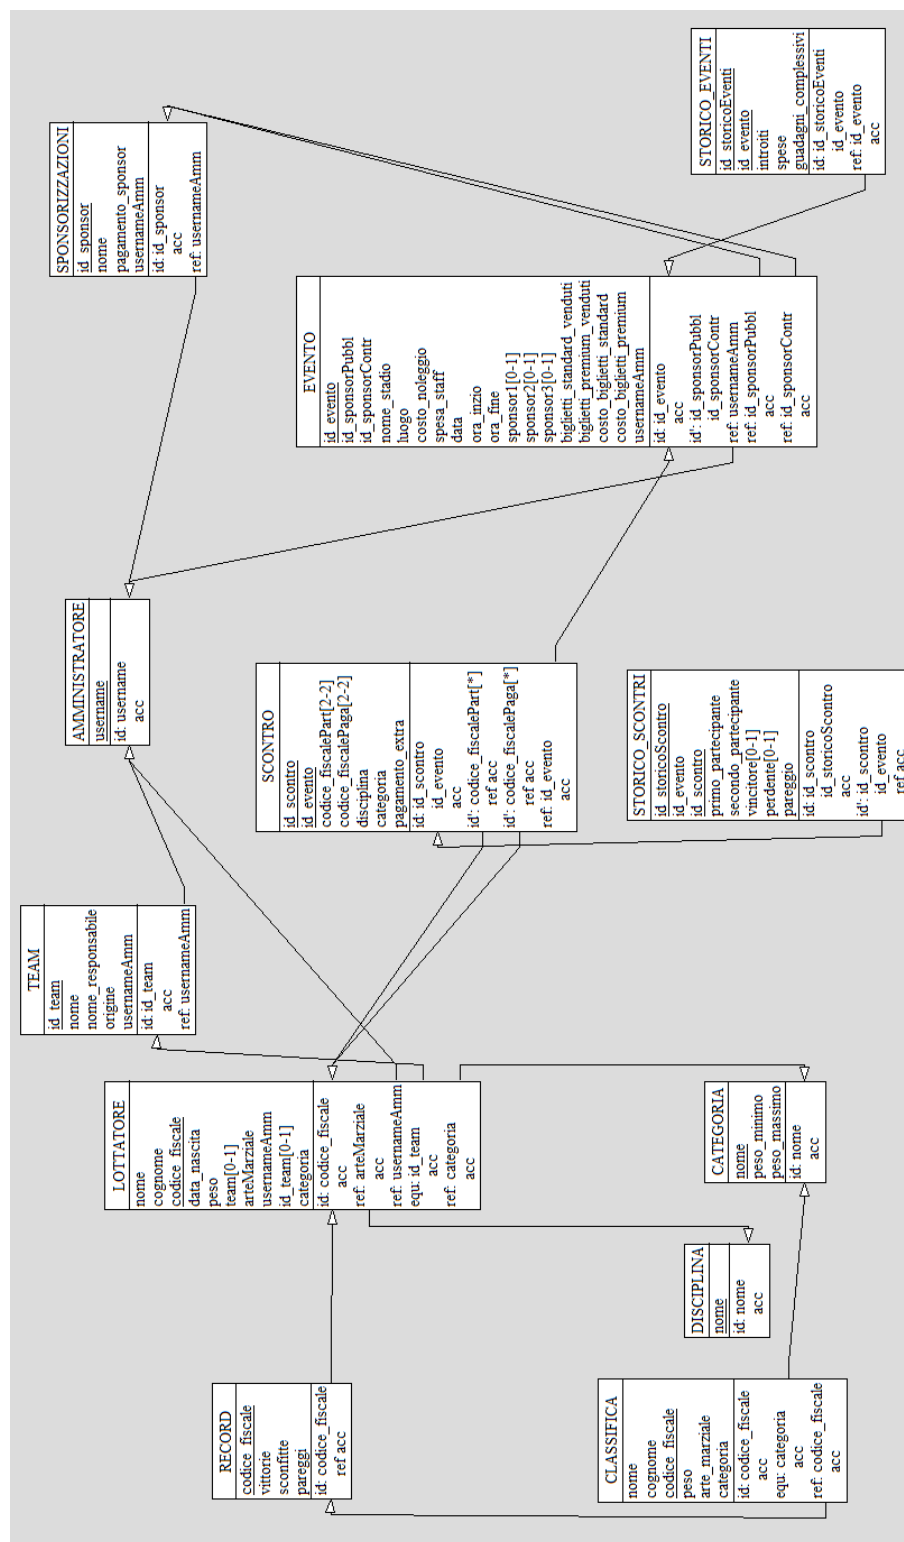 RECORD
codice_fiscale
vittorie
sconfitte
pareggi
id: codice_fiscale
ref acc
LOTTATORE
nome
cognome
codice_fiscale
data_nascita
peso
team[0-1]
arteMarziale
usernameAmm
id_team[0-1]
categoria
id: codice_fiscale
acc
ref: arteMarziale
acc
ref: usernameAmm
equ: id_team
acc
ref: categoria
acc
TEAM
id_team
nome
nome_responsabile
origine
usernameAmm
id: id_team
acc
ref: usernameAmm
AMMINISTRATORE
username
id: username
acc
SPONSORIZZAZIONI
id_sponsor
nome
pagamento_sponsor
usernameAmm
id: id_sponsor
acc
ref: usernameAmm
SCONTRO
id_scontro
id_evento
codice_fiscalePart[2-2]
codice_fiscalePaga[2-2]
disciplina
categoria
pagamento_extra
id: id_scontro
id_evento
acc
id': codice_fiscalePart[*]
ref acc
id': codice_fiscalePaga[*]
ref acc
ref: id_evento
acc
EVENTO
id_evento
id_sponsorPubbl
id_sponsorContr
nome_stadio
luogo
costo_noleggio
spesa_staff
data
ora_inzio
ora_fine
sponsor1[0-1]
sponsor2[0-1]
sponsor3[0-1]
biglietti_standard_venduti
biglietti_premium_venduti
costo_biglietti_standard
costo_biglietti_premium
usernameAmm
id: id_evento
acc
id': id_sponsorPubbl
id_sponsorContr
ref: usernameAmm
ref: id_sponsorPubbl
acc
ref: id_sponsorContr
acc
CLASSIFICA
nome
cognome
codice_fiscale
peso
arte_marziale
categoria
id: codice_fiscale
acc
equ: categoria
acc
ref: codice_fiscale
acc
DISCIPLINA
nome
id: nome
acc
CATEGORIA
nome
peso_minimo
peso_massimo
id: nome
acc
STORICO_SCONTRI
id_storicoScontro
id_evento
id_scontro
primo_partecipante
secondo_partecipante
vincitore[0-1]
perdente[0-1]
pareggio
id: id_scontro
id_storicoScontro
acc
id': id_scontro
id_evento
ref acc
STORICO_EVENTI
id_storicoEventi
id_evento
introiti
spese
guadagni_complessivi
id: id_storicoEventi
id_evento
ref: id_evento
acc